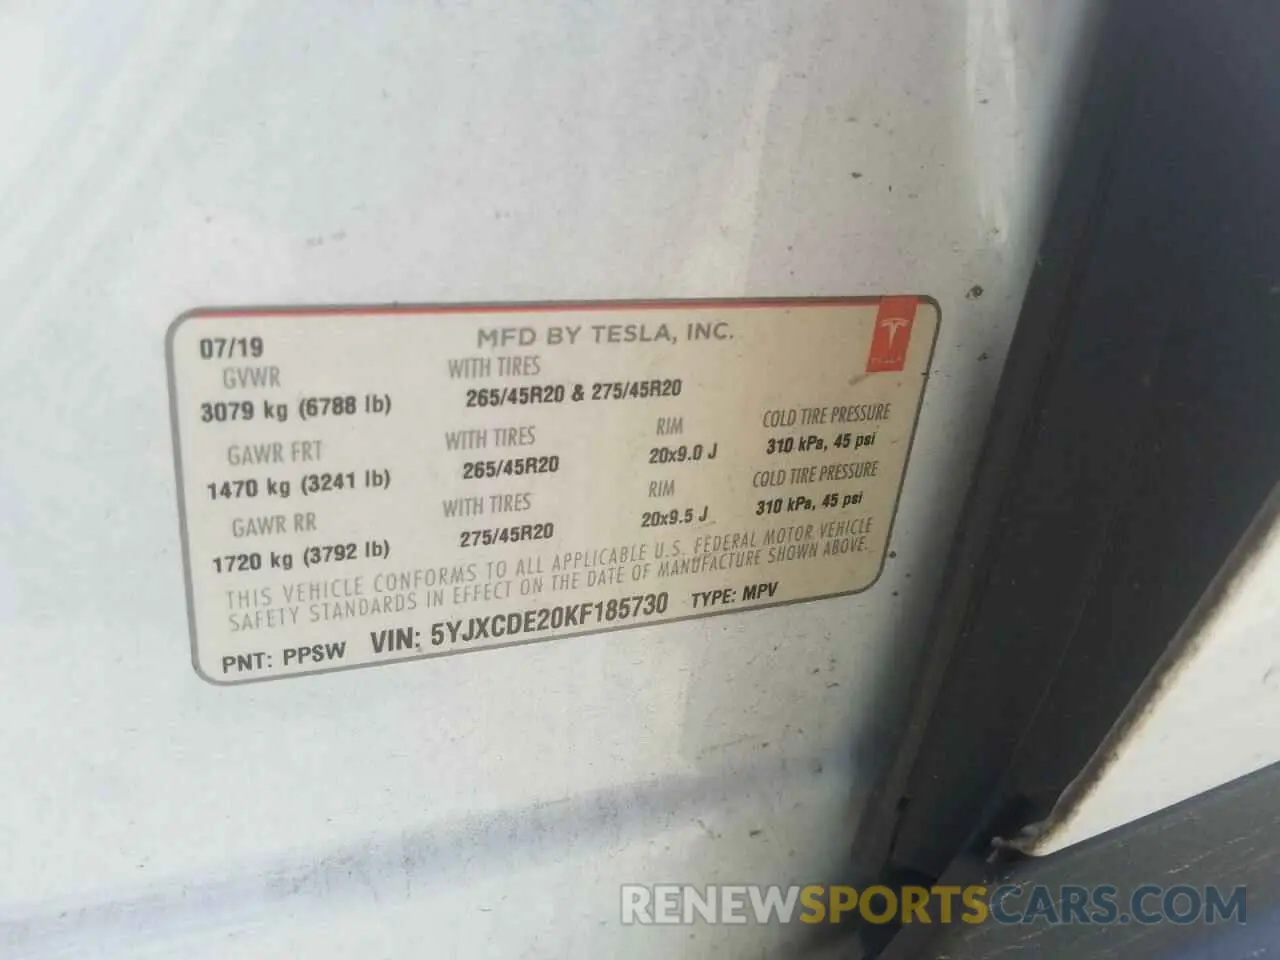 07/19 MFD BY TESLA, INC.
GVWR WITH TIRES
3079 kg (6788 lb) 265/45R20 & 275/45R20
GAWR FRT WITH TIRES RIM COLD TIRE PRESSURE
1470 kg (3241 lb) 265/45R20 20x9.0 J 310 kPa, 45 psi
GAWR RR WITH TIRES RIM COLD TIRE PRESSURE
1720 kg (3792 lb) 275/45R20 20x9.5 J 310 kPa, 45 psi
THIS VEHICLE CONFORMS TO ALL APPLICABLE U.S. FEDERAL MOTOR VEHICLE
SAFETY STANDARDS IN EFFECT ON THE DATE OF MANUFACTURE SHOWN ABOVE.
PNT: PPSW VIN: 5YJXCDE20KF185730 TYPE: MPV
TESLA
RENEWSPORTSCARS.COM